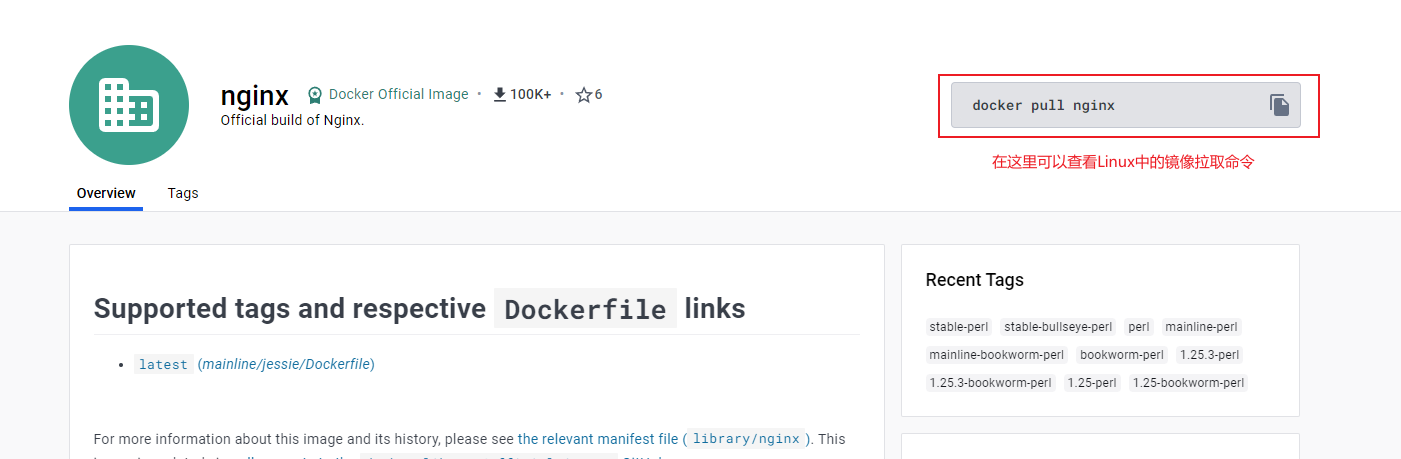 nginx Docker Official Image • 100K+ • 6
Official build of Nginx.
docker pull nginx
在这里可以查看Linux中的镜像拉取命令
Overview Tags
Supported tags and respective Dockerfile links
• latest (mainline/jessie/Dockerfile)
For more information about this image and its history, please see the relevant manifest file ( library/nginx ). This
Recent Tags
stable-perl stable-bullseye-perl perl mainline-perl
mainline-bookworm-perl bookworm-perl 1.25.3-perl
1.25.3-bookworm-perl 1.25-perl 1.25-bookworm-perl